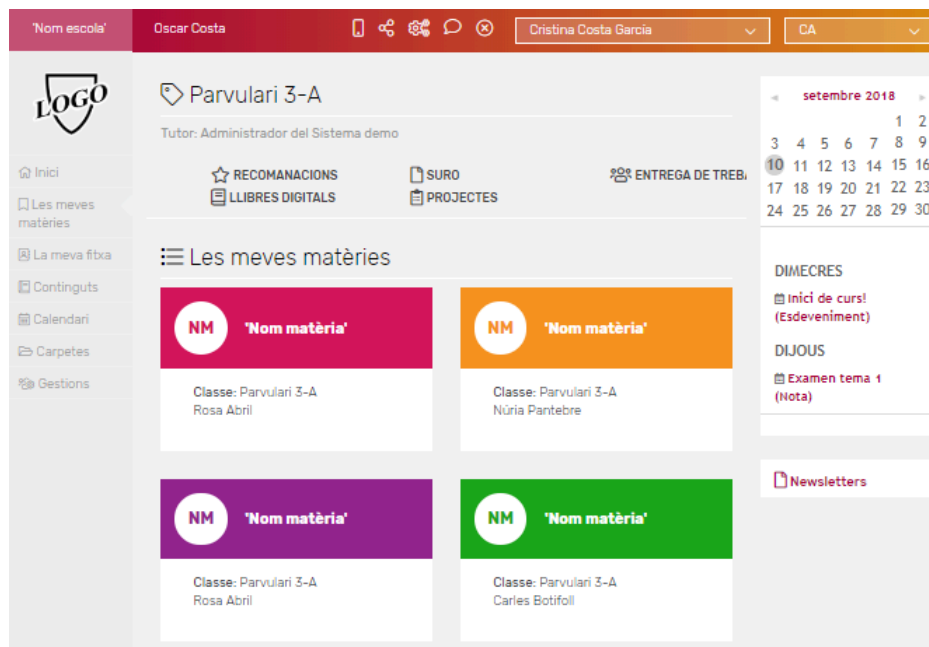 'Nom escola'
Oscar Costa
Cristina Costa García
CA
LOGO
Inici
Les meves
matèries
La meva fitxa
Continguts
Calendari
Carpetes
Gestions
Parvulari 3-A
Tutor: Administrador del Sistema demo
RECOMANACIONS
SURO
ENTREGA DE TREBA
LLIBRES DIGITALS
PROJECTES
Les meves matèries
NM
'Nom matèria'
Classe: Parvulari 3-A
Rosa Abril
NM
'Nom matèria'
Classe: Parvulari 3-A
Núria Pantebre
NM
'Nom matèria'
Classe: Parvulari 3-A
Rosa Abril
NM
'Nom matèria'
Classe: Parvulari 3-A
Carles Botifoll
setembre 2018
1 2
3 4 5 6 7 8 9
10 11 12 13 14 15 16
17 18 19 20 21 22 23
24 25 26 27 28 29 30
DIMECRES
Inici de curs!
(Esdeveniment)
DIJOUS
Examen tema 1
(Nota)
Newsletters